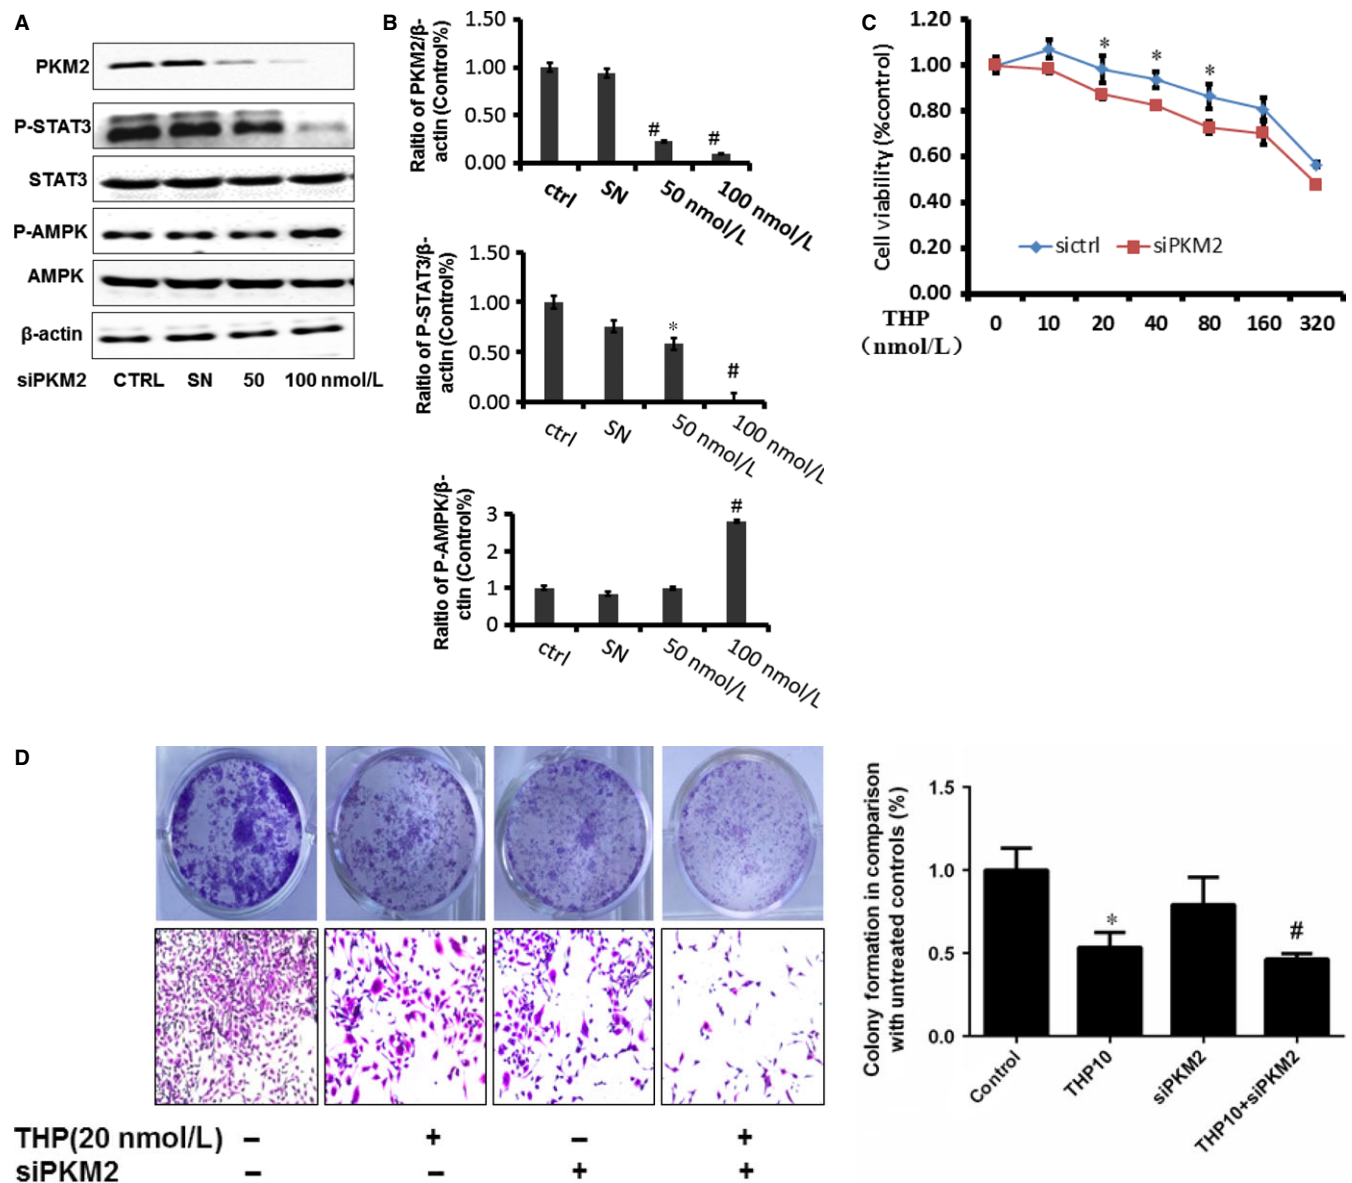 A
PKM2
P-STAT3
STAT3
P-AMPK
AMPK
β-actin
siPKM2 CTRL SN 50 100 nmol/L
B
Raltio of PKM2/β-
actin (Control%)
1.50
1.00
0.50
0.00
# #
ctrl SN 50 nmol/L 100 nmol/L
Raltio of P-STAT3/β-
actin (Control%)
1.50
1.00
0.50
0.00
* #
ctrl SN 50 nmol/L 100 nmol/L
Raltio of P-AMPK/β-
ctin (Control%)
3
2
1
0
#
ctrl SN 50 nmol/L 100 nmol/L
C
Cell viability (%control)
1.20
1.00
0.80
0.60
0.40
0.20
0.00
* * *
sictrl siPKM2
THP 0 10 20 40 80 160 320
（nmol/L）
D
THP(20 nmol/L) – + – +
siPKM2 – – + +
Colony formation in comparison
with untreated controls (%)
1.5
1.0
0.5
0.0
* #
Control THP10 siPKM2 THP10+siPKM2